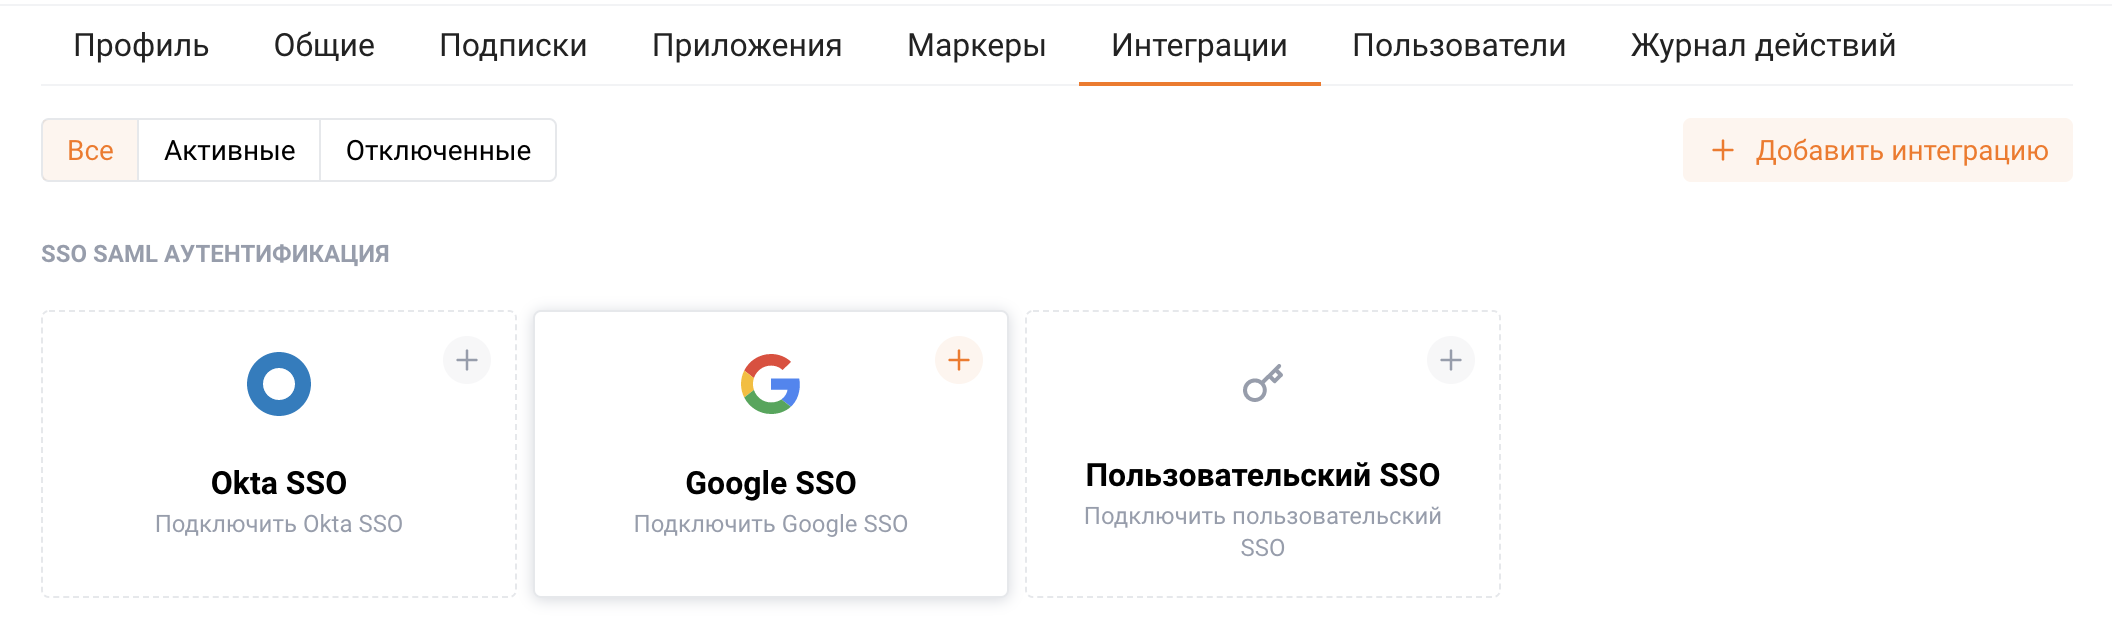 Профиль Общие Подписки Приложения Маркеры Интеграции Пользователи Журнал действий
Все Активные Отключенные + Добавить интеграцию
SSO SAML АУТЕНТИФИКАЦИЯ
Okta SSO
Подключить Okta SSO
Google SSO
Подключить Google SSO
Пользовательский SSO
Подключить пользовательский
SSO